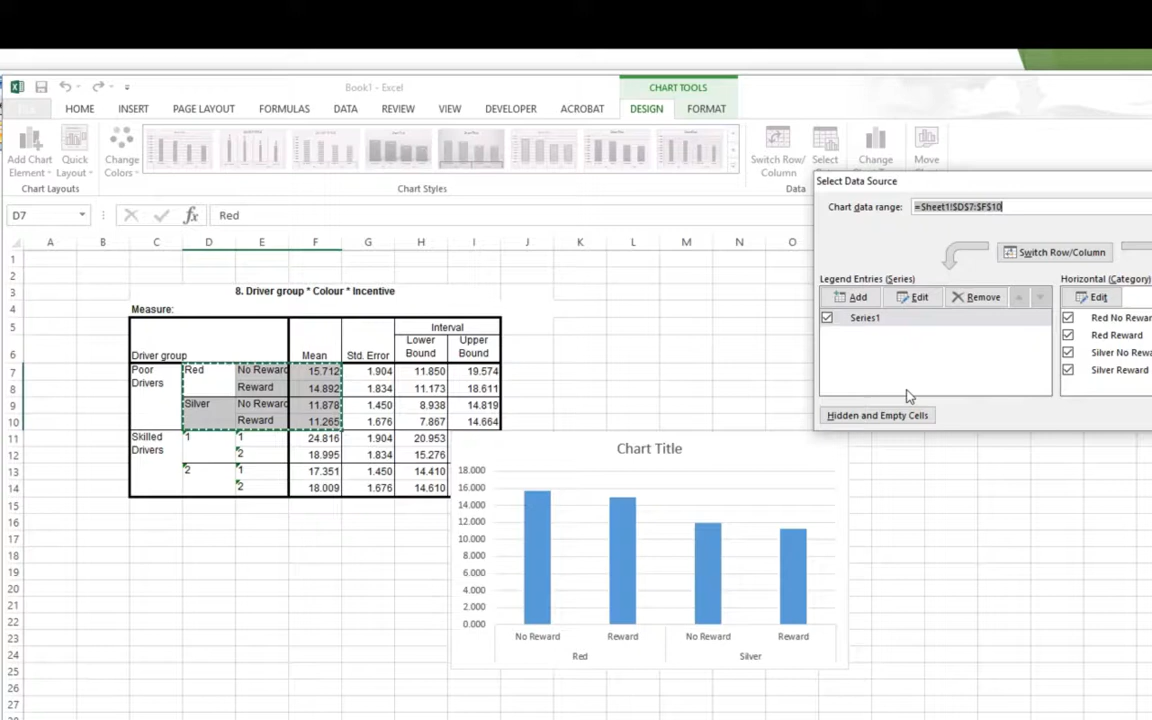 Book1 - Excel
CHART TOOLS
HOME INSERT PAGE LAYOUT FORMULAS DATA REVIEW VIEW DEVELOPER ACROBAT DESIGN FORMAT
Add Chart Element
Quick Layout
Change Colors
Switch Row/ Column
Select
Change
Move
Chart Layouts
Chart Styles
Data
D7 fx Red
Select Data Source
Chart data range: =Sheet1!$D$7:$F$10
Switch Row/Column
Legend Entries (Series)
Horizontal (Category)
Add Edit Remove
Edit
Series1
Red No Rewar
Red Reward
Silver No Rewa
Silver Reward
Hidden and Empty Cells
A B C D E F G H I J K L M N O
1
2
3 8. Driver group * Colour * Incentive
4 Measure:
5 Interval
6 Driver group Mean Std. Error Lower Bound Upper Bound
7 Poor Drivers Red No Reward 15.712 1.904 11.850 19.574
8 Reward 14.892 1.834 11.173 18.611
9 Silver No Reward 11.878 1.450 8.938 14.819
10 Reward 11.265 1.676 7.867 14.664
11 Skilled Drivers 1 1 24.816 1.904 20.953
12 2 18.995 1.834 15.276
13 2 1 17.351 1.450 14.410
14 2 18.009 1.676 14.610
15
16
17
18
19
20
21
22
23
24
25
26
27
Chart Title
18.000
16.000
14.000
12.000
10.000
8.000
6.000
4.000
2.000
0.000
No Reward Reward No Reward Reward
Red Silver